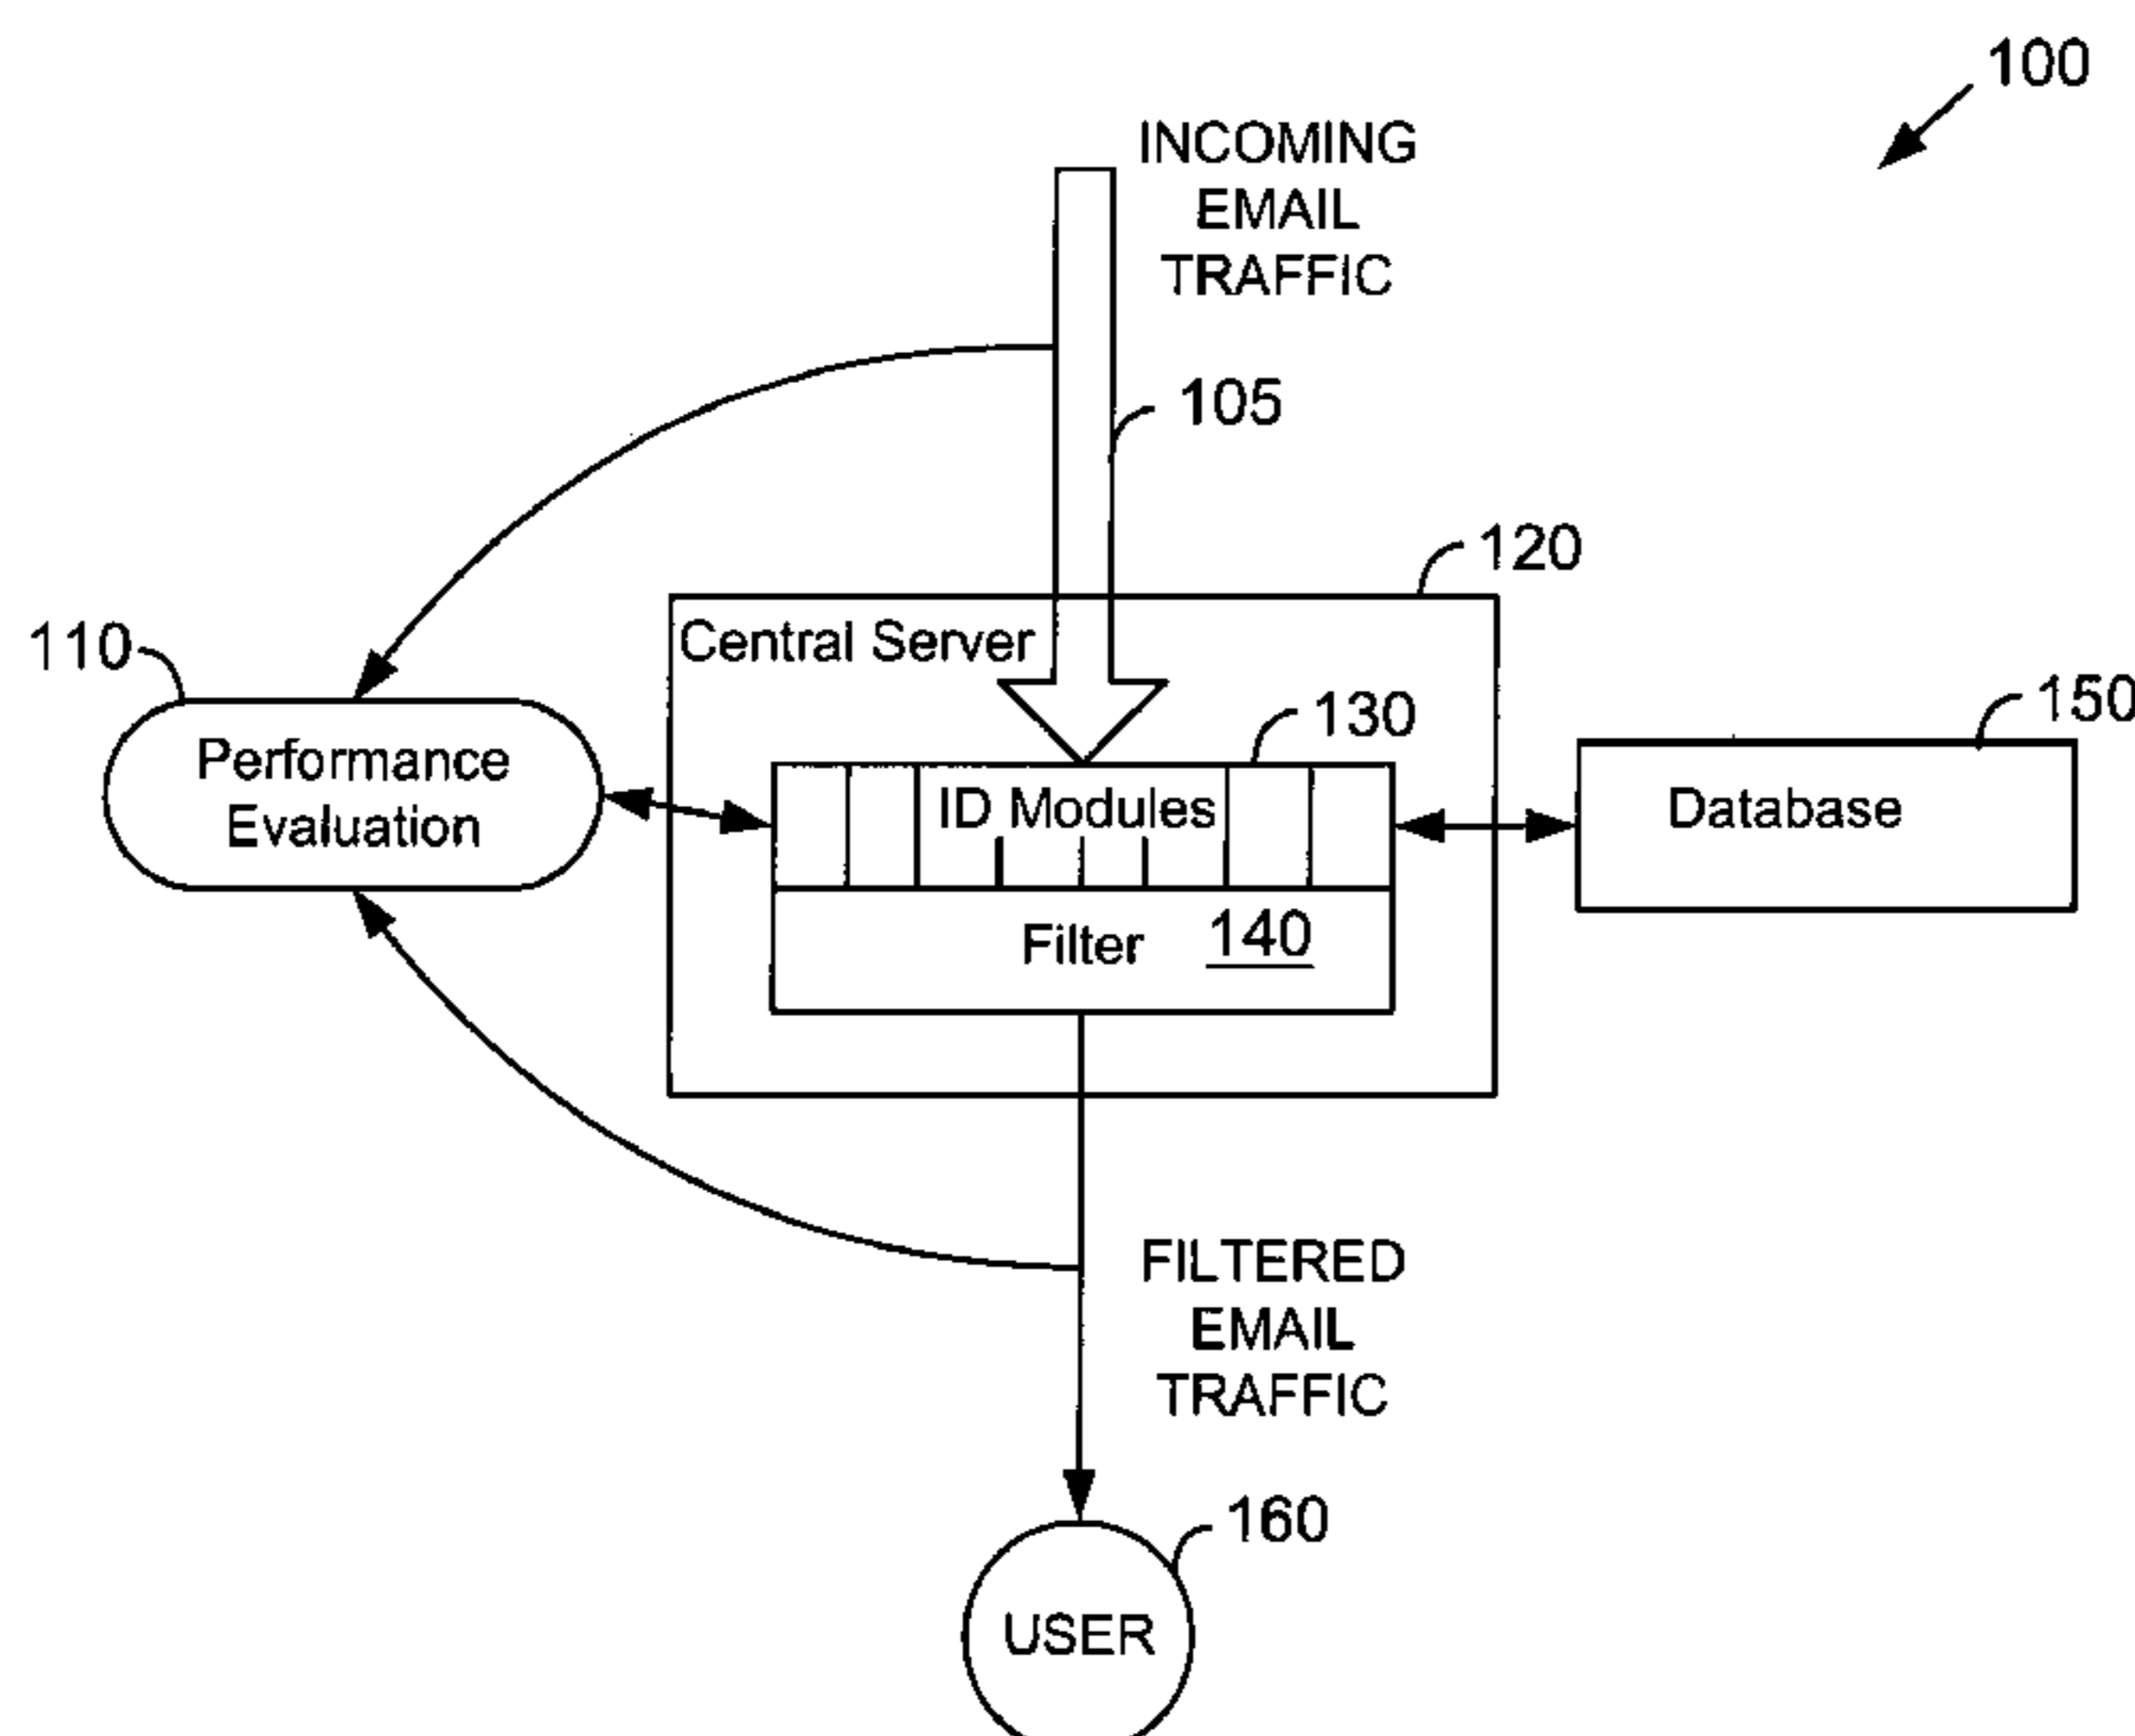 100
INCOMING
EMAIL
TRAFFIC
105
120
Central Server
110
Performance
Evaluation
130
150
ID Modules
Database
Filter 140
FILTERED
EMAIL
TRAFFIC
160
USER